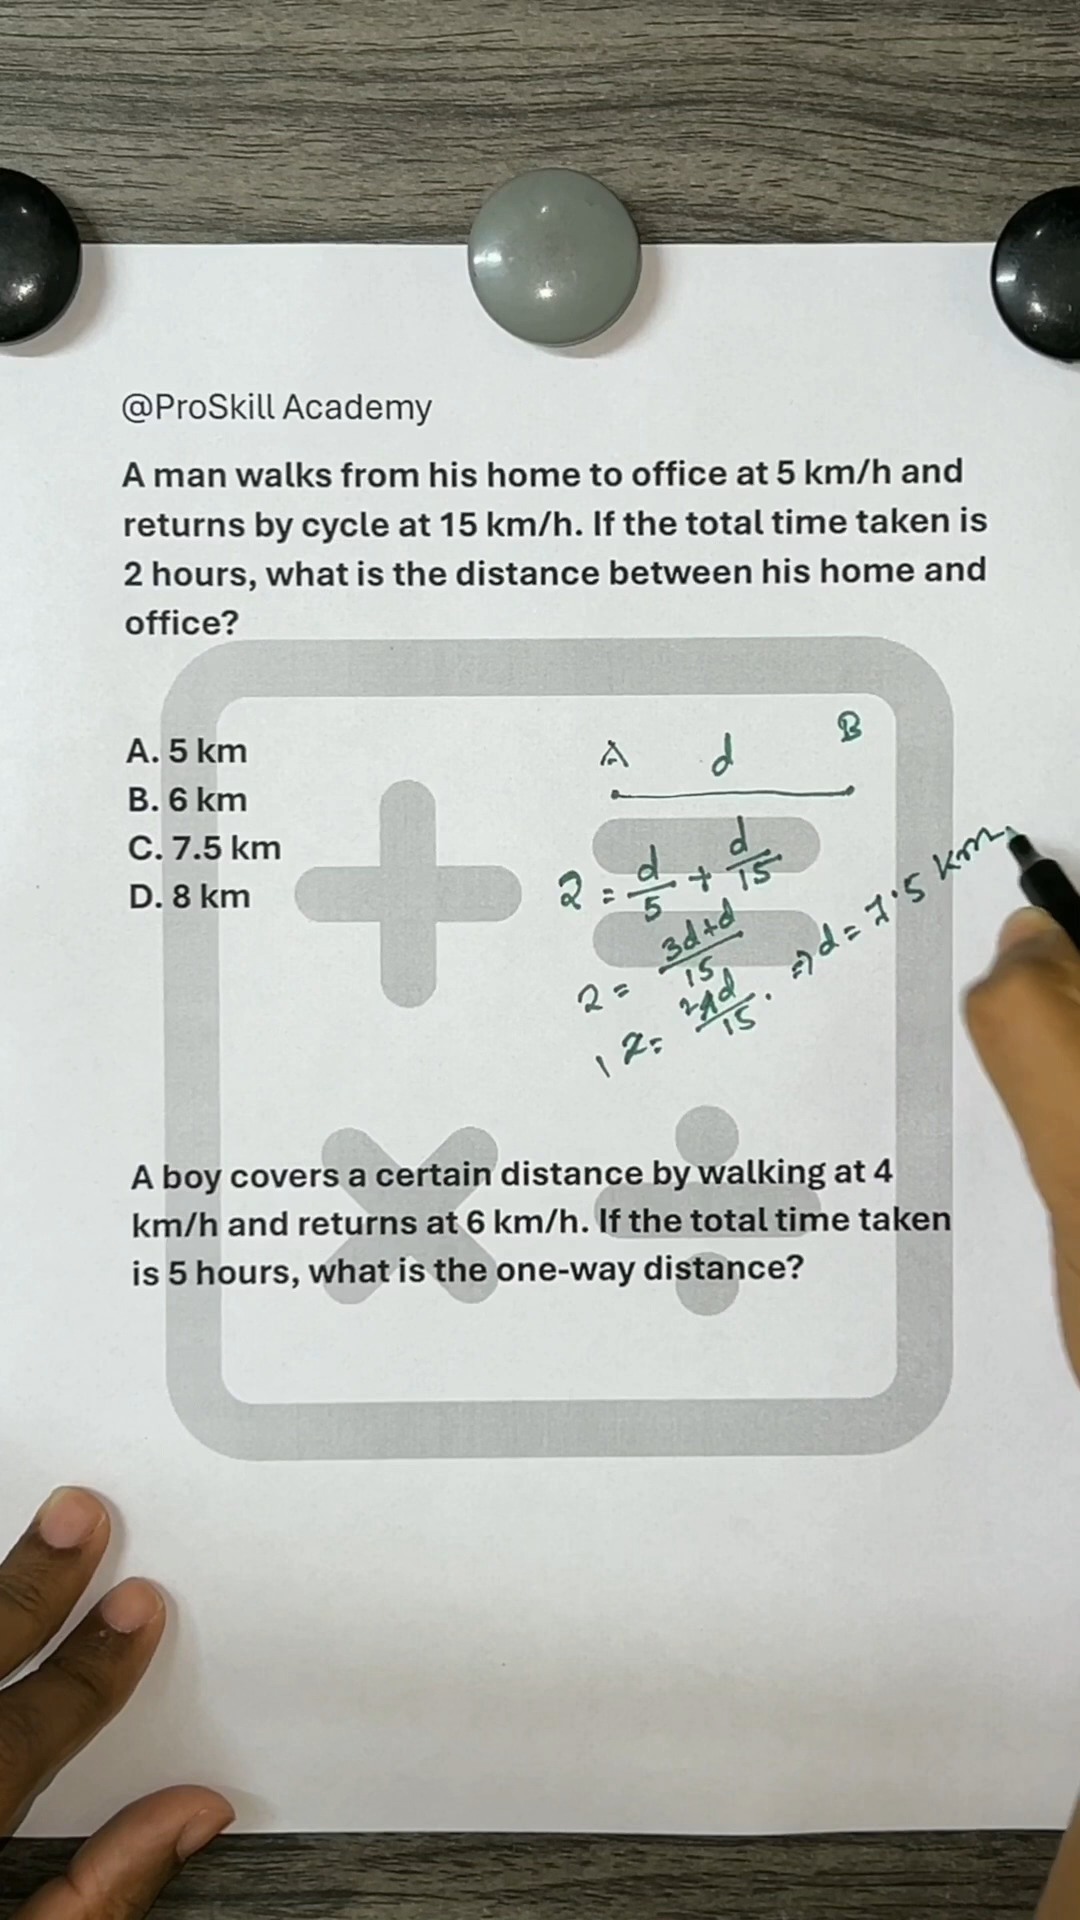 @ProSkill Academy
A man walks from his home to office at 5 km/h and
returns by cycle at 15 km/h. If the total time taken is
2 hours, what is the distance between his home and
office?
A. 5 km
B. 6 km
C. 7.5 km
D. 8 km
A d B
2 = d/5 + d/15
2 = 3d+d/15
1 2 = 2 4d/15 . ⇒ d = 7.5 km
A boy covers a certain distance by walking at 4
km/h and returns at 6 km/h. If the total time taken
is 5 hours, what is the one-way distance?